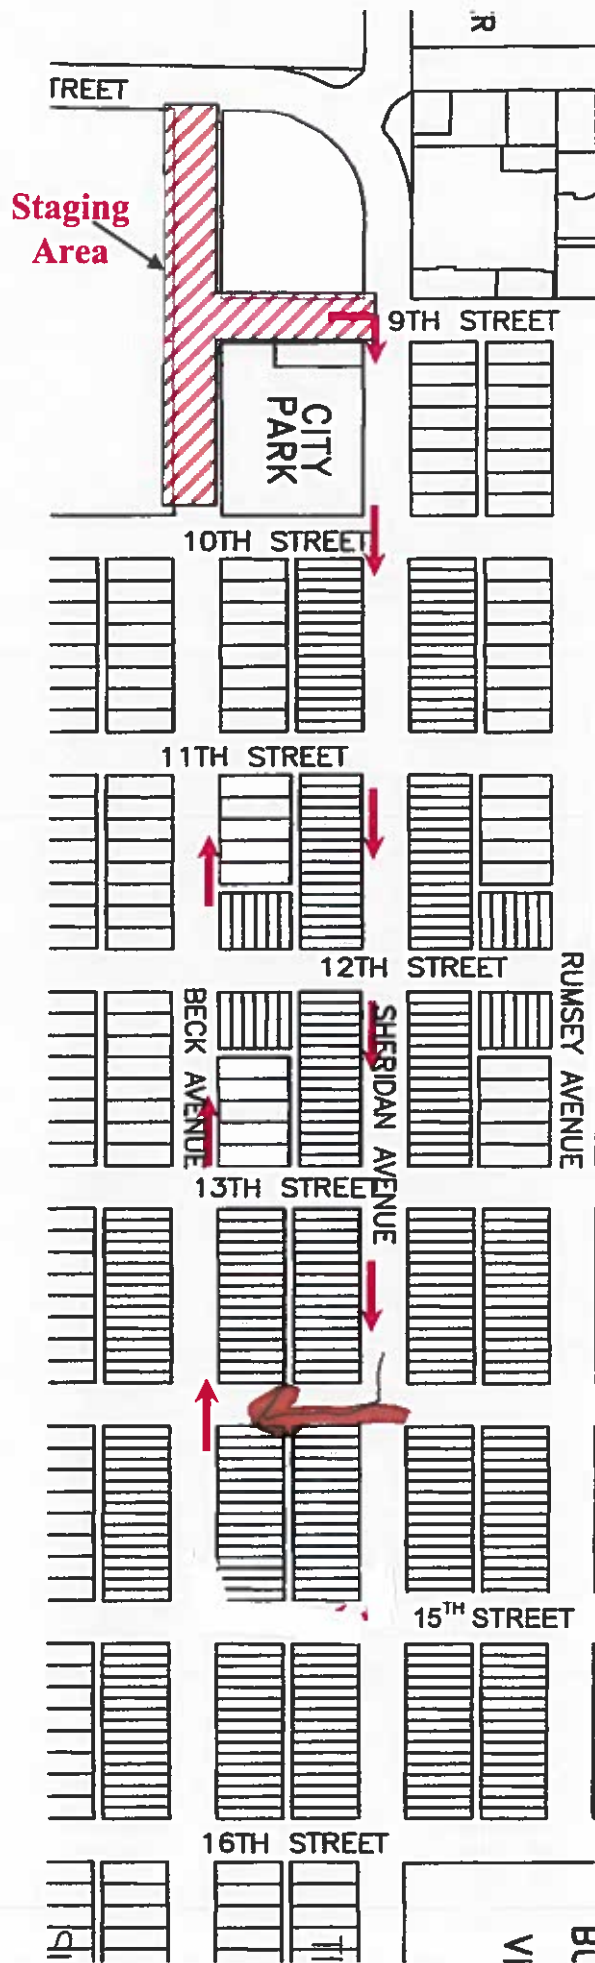 R
TREET
Staging
Area
9TH STREET
CITY
PARK
10TH STREET
11TH STREET
12TH STREET
RUMSEY AVENUE
BECK AVENUE
SHERIDAN AVENUE
13TH STREET
15TH STREET
16TH STREET